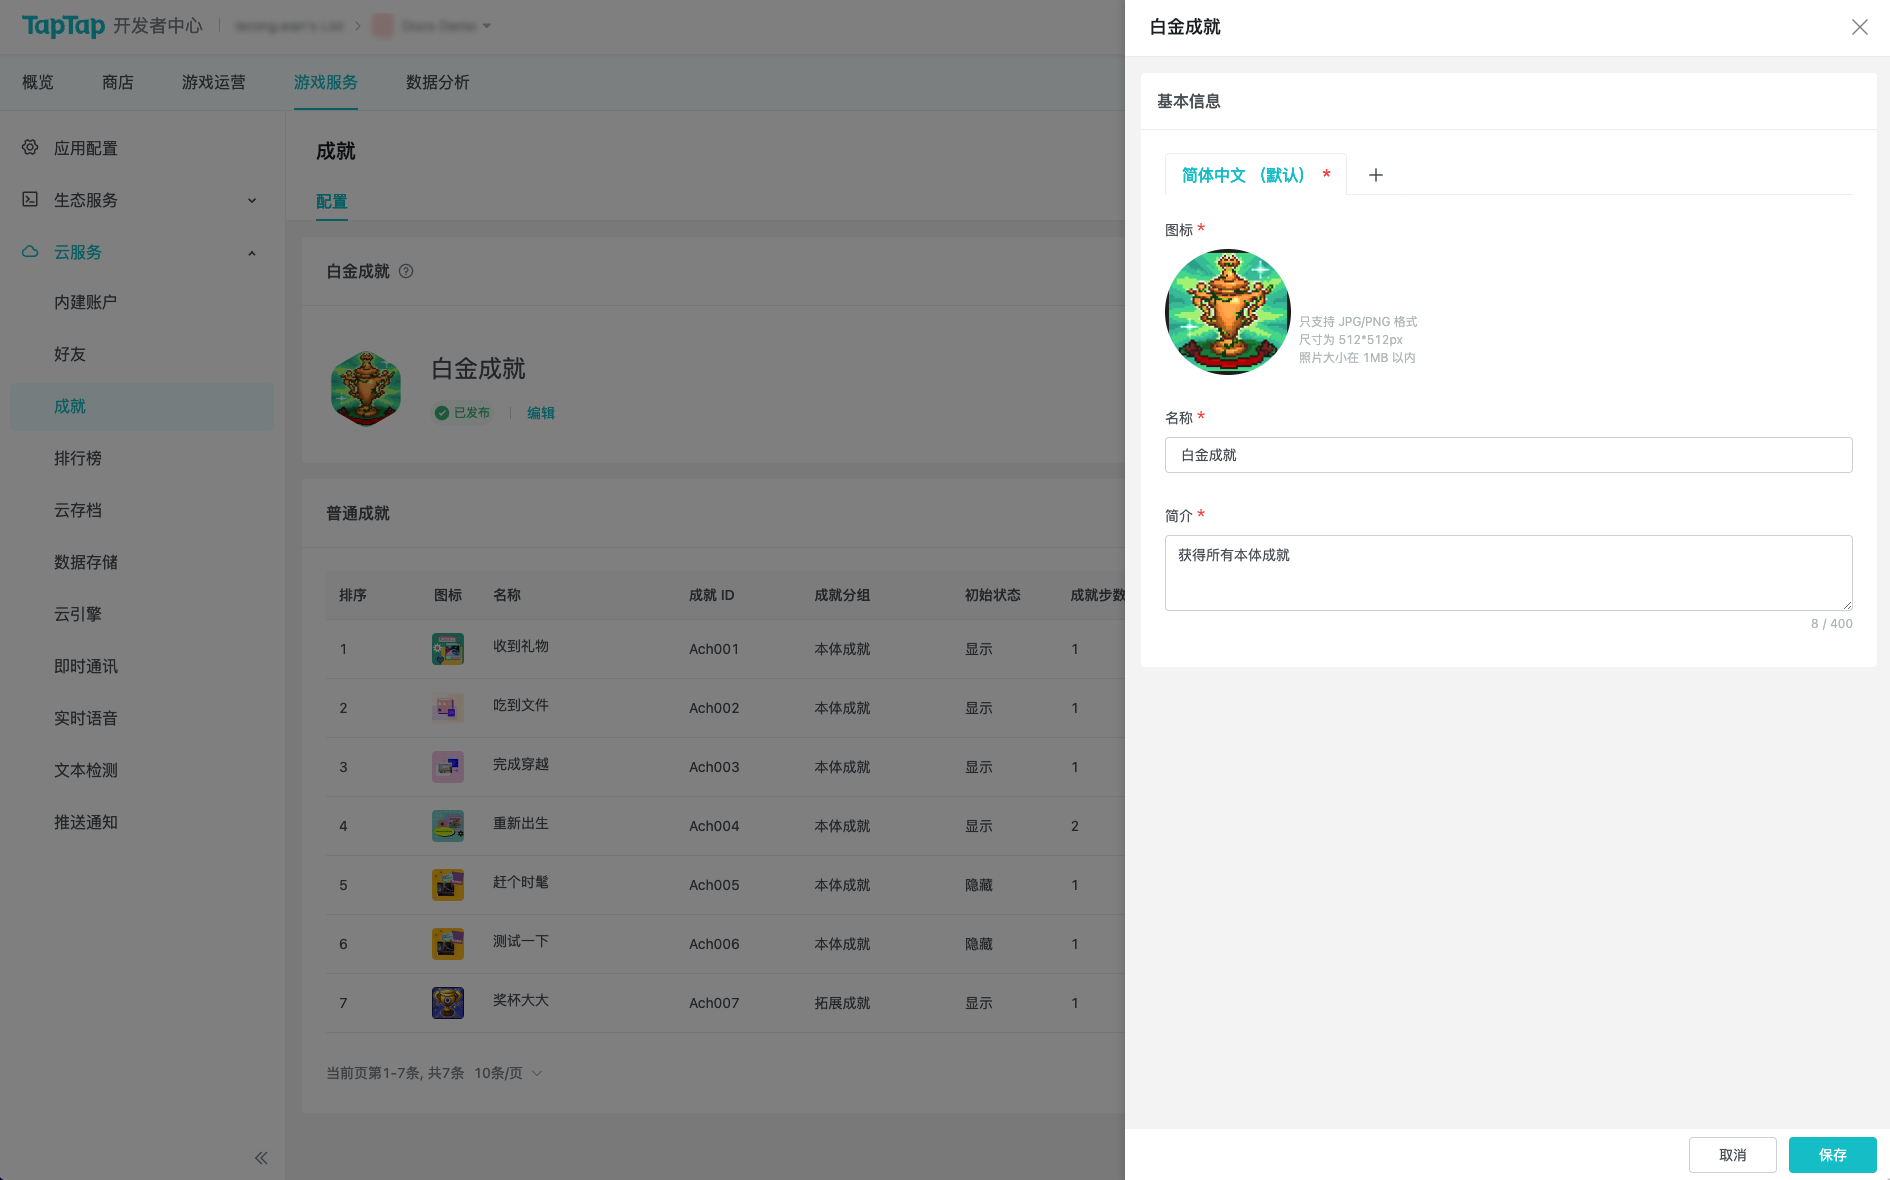 TapTap 开发者中心
概览 商店 游戏运营 游戏服务 数据分析
应用配置
生态服务
云服务
内建账户
好友
成就
排行榜
云存档
数据存储
云引擎
即时通讯
实时语音
文本检测
推送通知
成就
配置
白金成就
白金成就
已发布 编辑
普通成就
排序 图标 名称 成就 ID 成就分组 初始状态 成就步数
1 收到礼物 Ach001 本体成就 显示 1
2 吃到文件 Ach002 本体成就 显示 1
3 完成穿越 Ach003 本体成就 显示 1
4 重新出生 Ach004 本体成就 显示 2
5 赶个时髦 Ach005 本体成就 隐藏 1
6 测试一下 Ach006 本体成就 隐藏 1
7 奖杯大大 Ach007 拓展成就 显示 1
当前页第1-7条, 共7条 10条/页
白金成就
基本信息
简体中文 （默认） *
图标 *
只支持 JPG/PNG 格式
尺寸为 512*512px
照片大小在 1MB 以内
名称 *
白金成就
简介 *
获得所有本体成就
8 / 400
取消 保存